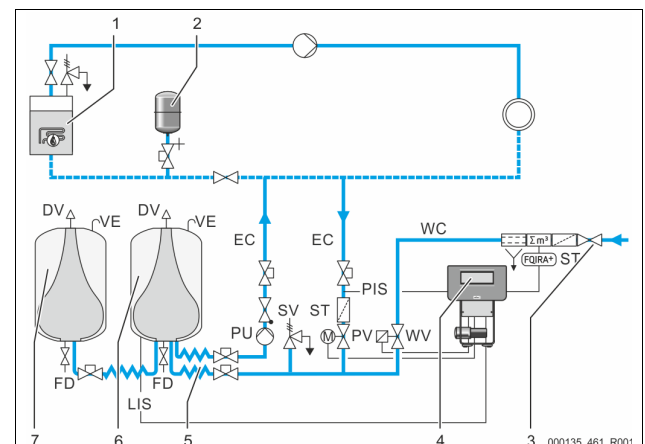 1
2
DV
VE
DV
VE
EC
EC
WC
Σm³
FQIRA+
ST
PIS
SV
ST
PU
M
PV
WV
FD
FD
LIS
7
6
5
4
3
000135_461_R001